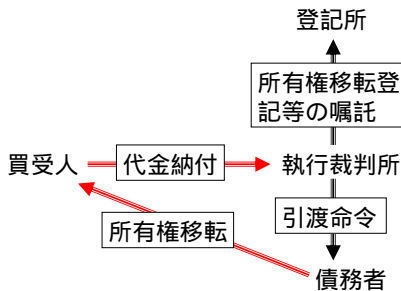 登記所
所有権移転登
記等の嘱託
買受人
代金納付
執行裁判所
引渡命令
所有権移転
債務者